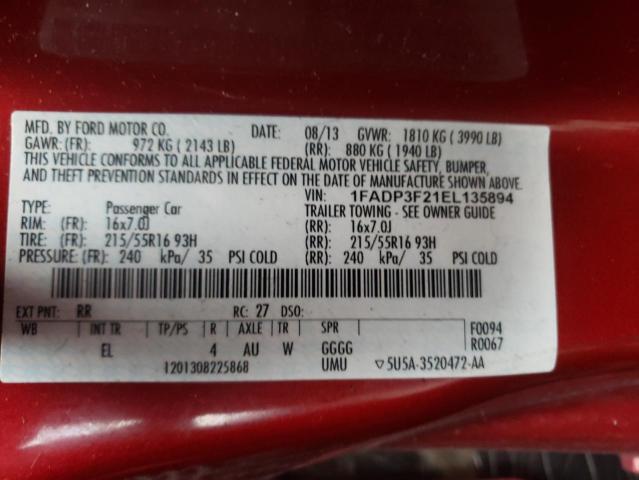 MFD. BY FORD MOTOR CO. DATE: 08/13 GVWR: 1810 KG ( 3990 LB)
GAWR: (FR): 972 KG ( 2143 LB) (RR): 880 KG ( 1940 LB)
THIS VEHICLE CONFORMS TO ALL APPLICABLE FEDERAL MOTOR VEHICLE SAFETY, BUMPER,
AND THEFT PREVENTION STANDARDS IN EFFECT ON THE DATE OF MANUFACTURE SHOWN ABOVE.
VIN: 1FADP3F21EL135894
TYPE: Passenger Car TRAILER TOWING - SEE OWNER GUIDE
RIM: (FR): 16x7.0J (RR): 16x7.0J
TIRE: (FR): 215/55R16 93H (RR): 215/55R16 93H
PRESSURE: (FR): 240 kPa/ 35 PSI COLD (RR): 240 kPa/ 35 PSI COLD
EXT PNT: RR RC: 27 DSO:
WB INT TR TP/PS R AXLE TR SPR F0094
EL 4 AU W GGGG R0067
1201308225868 UMU ▽5U5A-3520472-AA